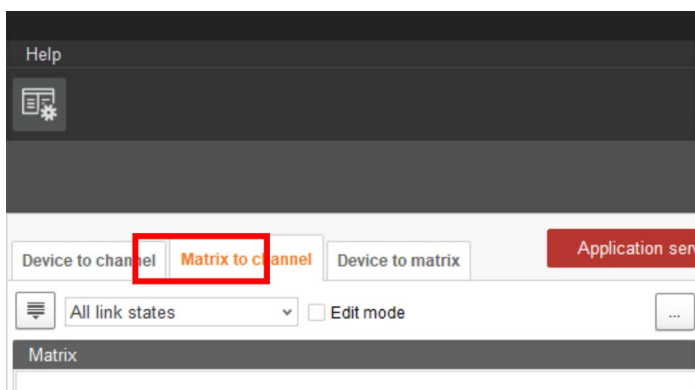 Help
Device to channel Matrix to channel Device to matrix Application ser
All link states Edit mode ...
Matrix